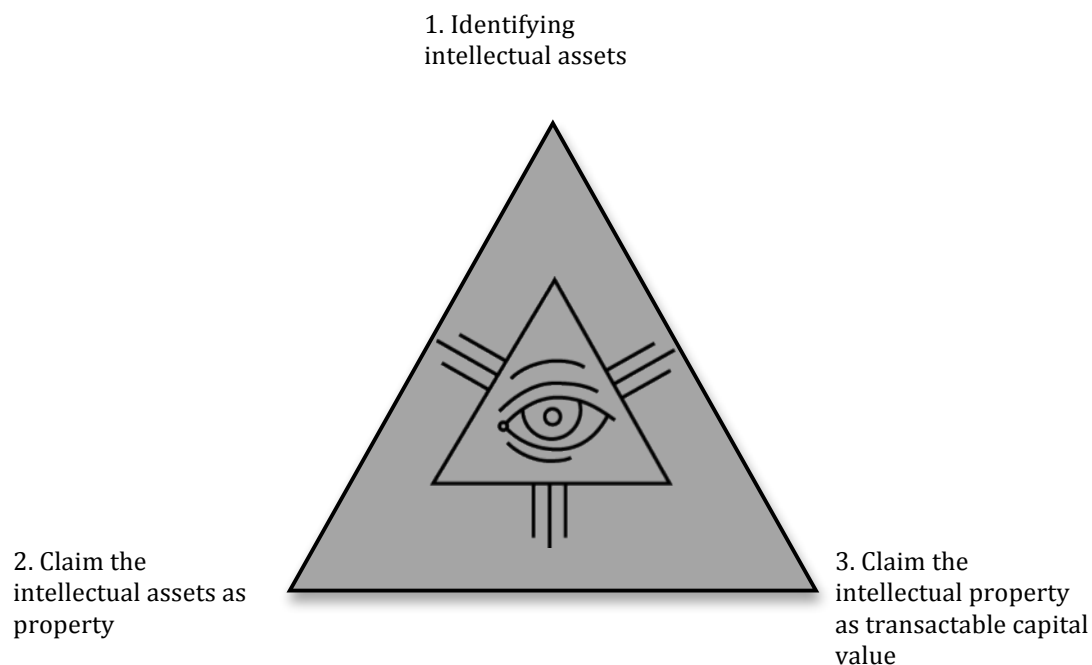 1. Identifying
intellectual assets
2. Claim the
intellectual assets as
property
3. Claim the
intellectual property
as transactable capital
value